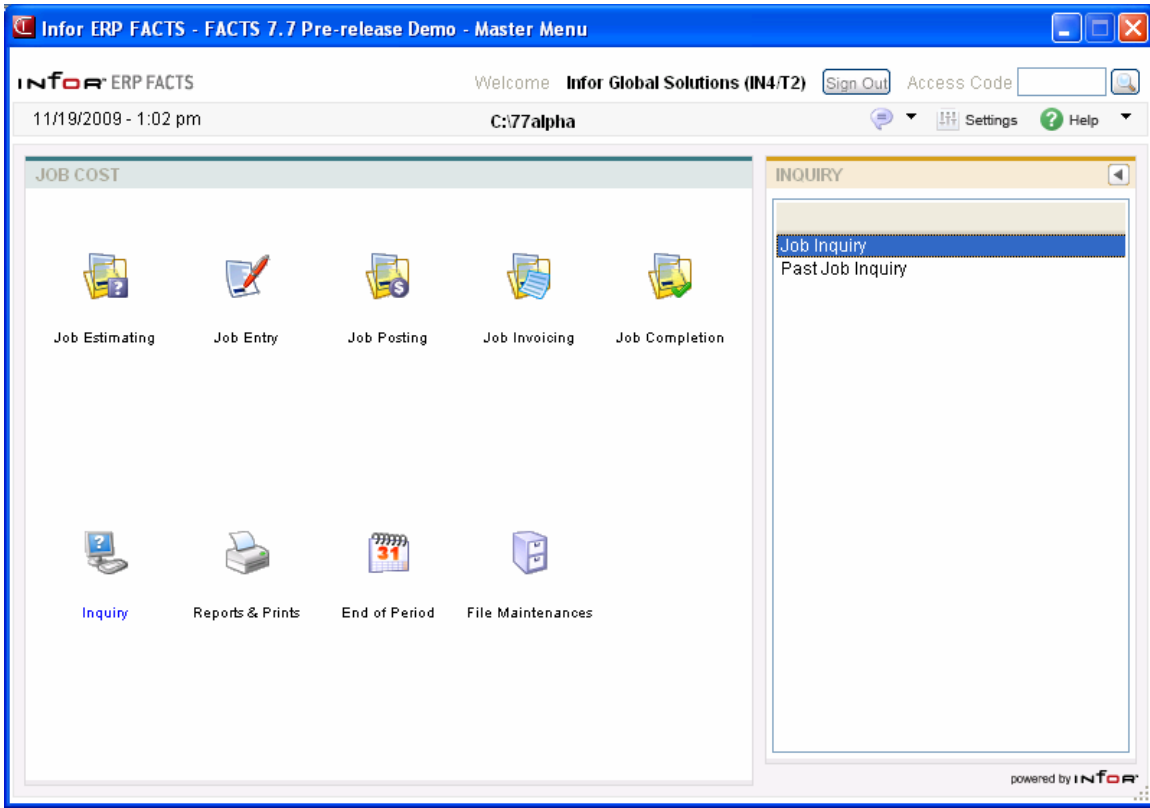 Infor ERP FACTS - FACTS 7.7 Pre-release Demo - Master Menu
infor ERP FACTS Welcome Infor Global Solutions (IN4/T2) Sign Out Access Code
11/19/2009 - 1:02 pm C:\77alpha Settings Help
JOB COST
Job Estimating Job Entry Job Posting Job Invoicing Job Completion
31
Inquiry Reports & Prints End of Period File Maintenances
INQUIRY
Job Inquiry
Past Job Inquiry
powered by infor